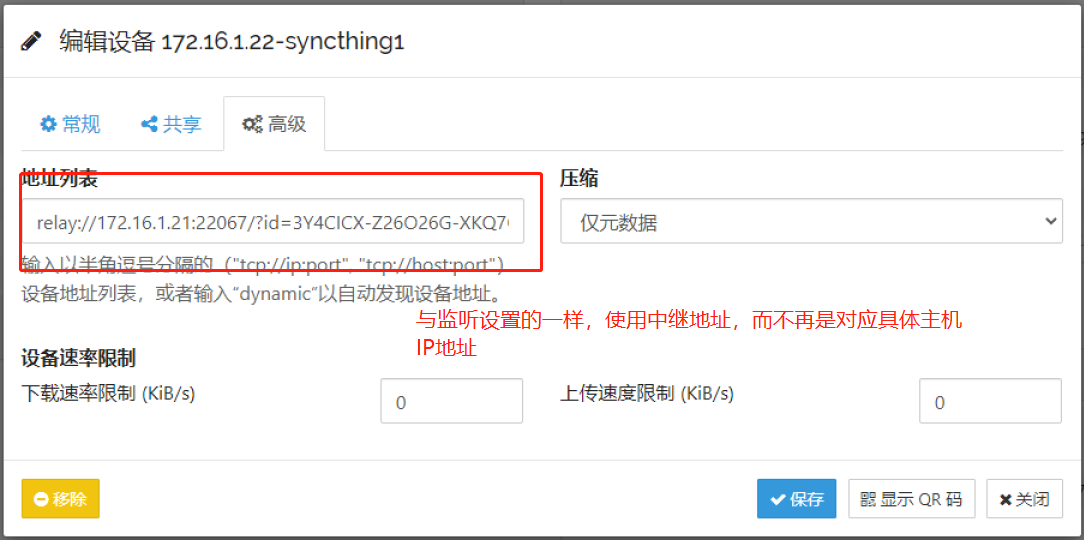 编辑设备 172.16.1.22-syncthing1
常规
共享
高级
地址列表
relay://172.16.1.21:22067/?id=3Y4CICX-Z26O26G-XKQ7
输入以半角逗号分隔的（"tcp://ip:port", "tcp://host:port"）
设备地址列表，或者输入“dynamic”以自动发现设备地址。
压缩
仅元数据
与监听设置的一样，使用中继地址，而不再是对应具体主机
IP地址
设备速率限制
下载速率限制 (KiB/s)
0
上传速度限制 (KiB/s)
0
移除
保存
显示 QR 码
关闭